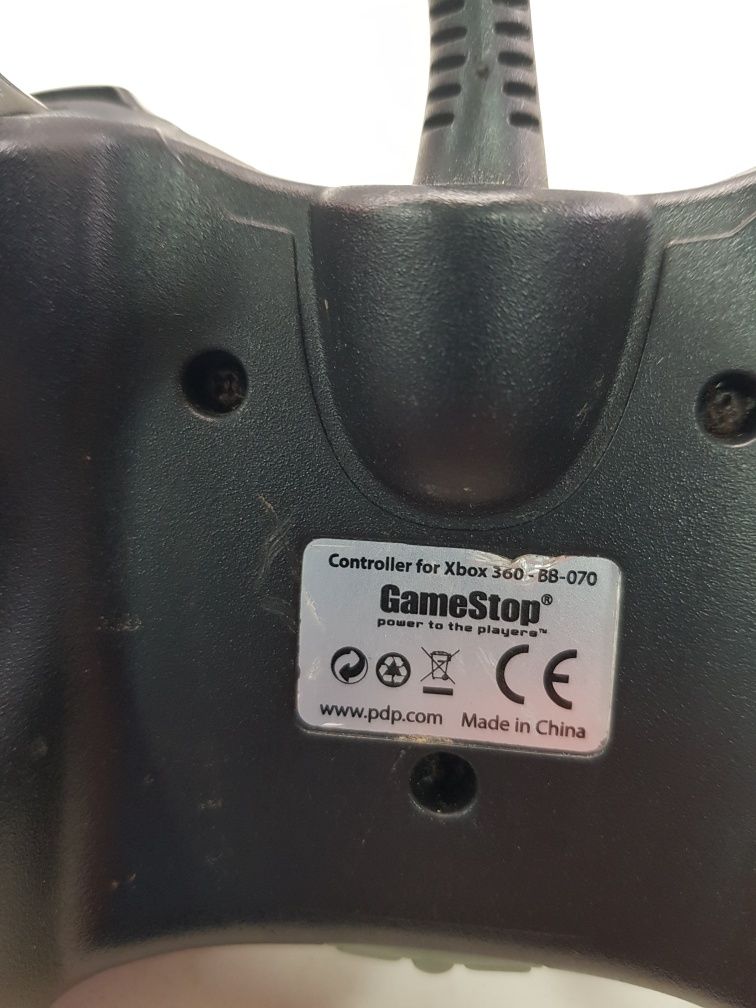 Controller for Xbox 360 - BB-070
GameStop®
power to the players™
CE
www.pdp.com Made in China